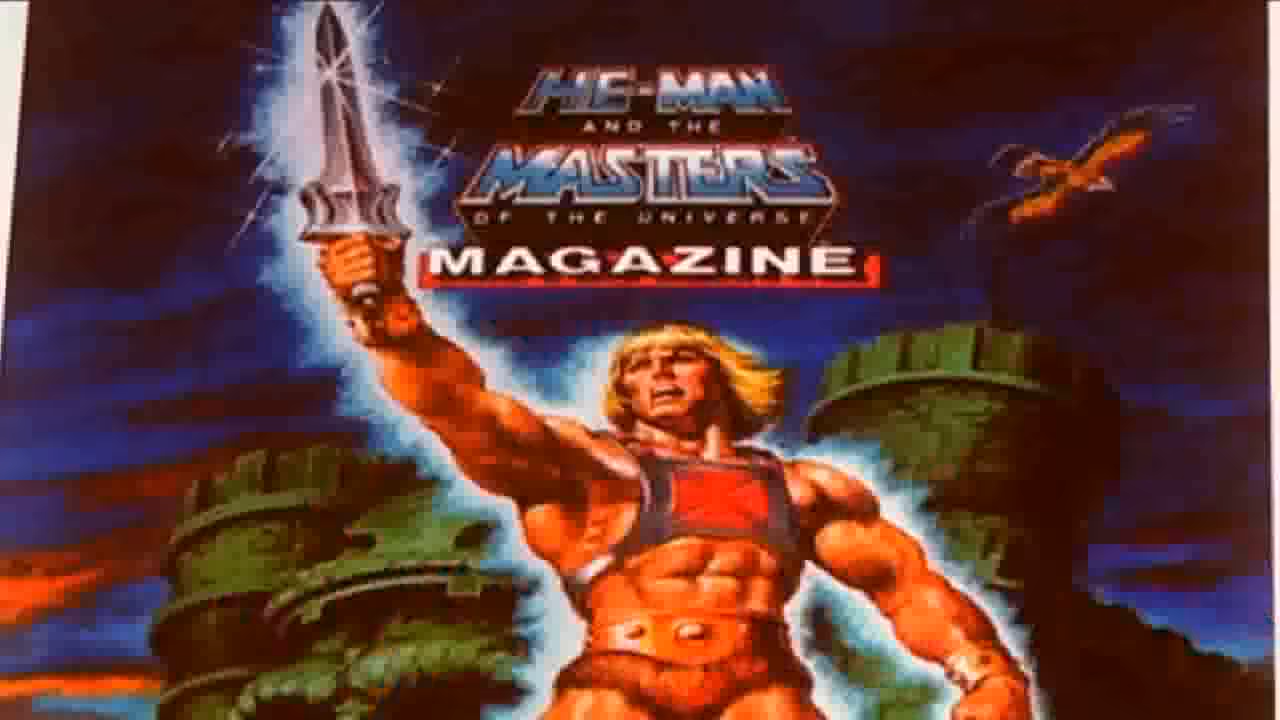 HE-MAN
AND THE
MASTERS
OF THE UNIVERSE
MAGAZINE